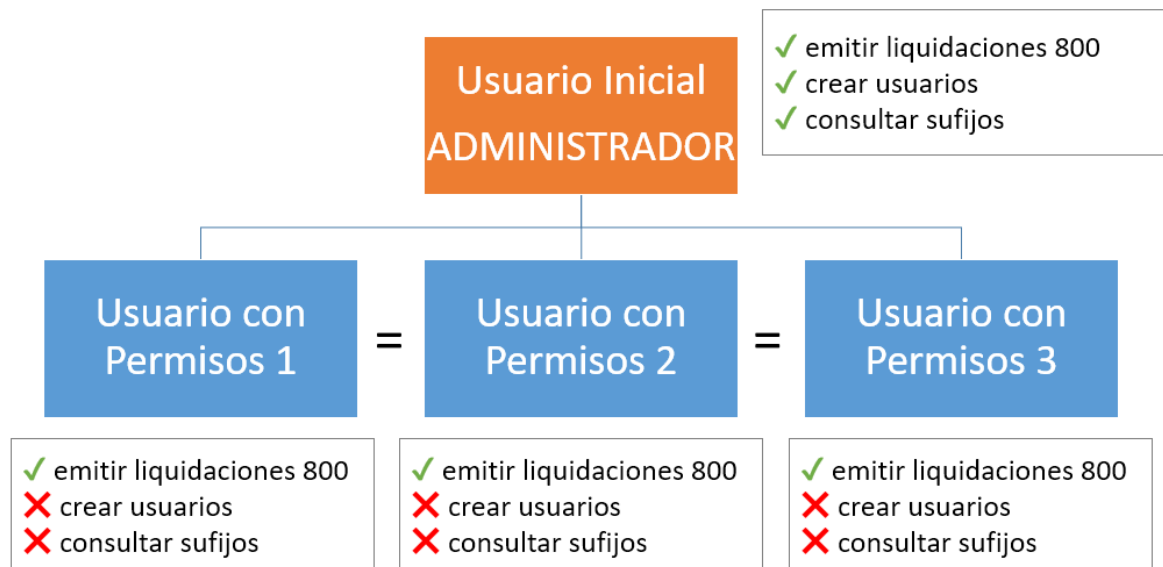 Usuario Inicial
ADMINISTRADOR
✓ emitir liquidaciones 800
✓ crear usuarios
✓ consultar sufijos
Usuario con
Permisos 1
=
Usuario con
Permisos 2
=
Usuario con
Permisos 3
✓ emitir liquidaciones 800
❌ crear usuarios
❌ consultar sufijos
✓ emitir liquidaciones 800
❌ crear usuarios
❌ consultar sufijos
✓ emitir liquidaciones 800
❌ crear usuarios
❌ consultar sufijos